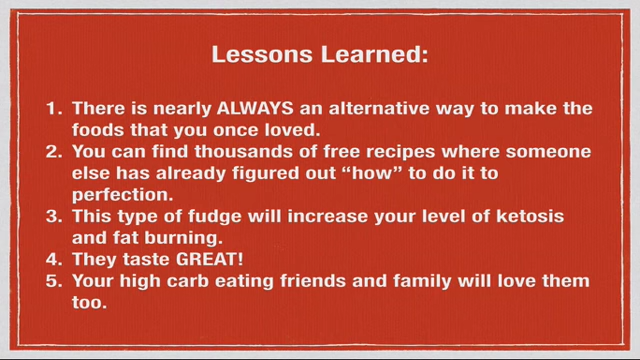 Lessons Learned:
1. There is nearly ALWAYS an alternative way to make the
foods that you once loved.
2. You can find thousands of free recipes where someone
else has already figured out “how” to do it to
perfection.
3. This type of fudge will increase your level of ketosis
and fat burning.
4. They taste GREAT!
5. Your high carb eating friends and family will love them
too.